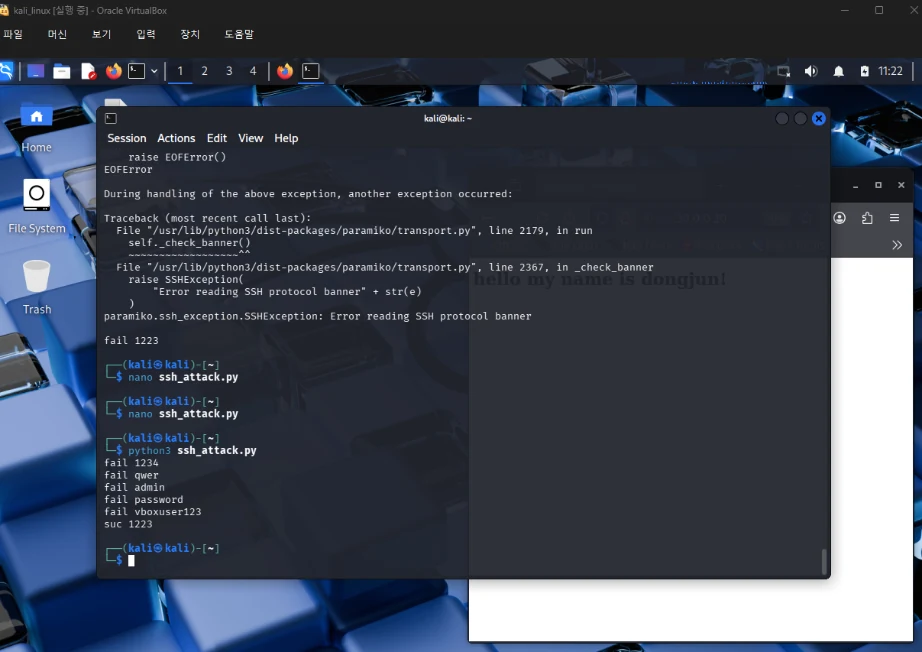 kali_linux [실행 중] - Oracle VirtualBox
파일 머신 보기 입력 장치 도움말
1 2 3 4 11:22
Home
File System
Trash
kali@kali: ~
Session Actions Edit View Help
    raise EOFError()
EOFError
During handling of the above exception, another exception occurred:
Traceback (most recent call last):
  File "/usr/lib/python3/dist-packages/paramiko/transport.py", line 2179, in run
    self._check_banner()
    ~~~~~~~~~~~~~~~~~~^^
  File "/usr/lib/python3/dist-packages/paramiko/transport.py", line 2367, in _check_banner
    raise SSHException(
        "Error reading SSH protocol banner" + str(e)
    )
paramiko.ssh_exception.SSHException: Error reading SSH protocol banner
fail 1223
┌──(kali㉿kali)-[~]
└─$ nano ssh_attack.py
┌──(kali㉿kali)-[~]
└─$ nano ssh_attack.py
┌──(kali㉿kali)-[~]
└─$ python3 ssh_attack.py
fail 1234
fail qwer
fail admin
fail password
fail vboxuser123
suc 1223
┌──(kali㉿kali)-[~]
└─$
hello my name is dongjun!